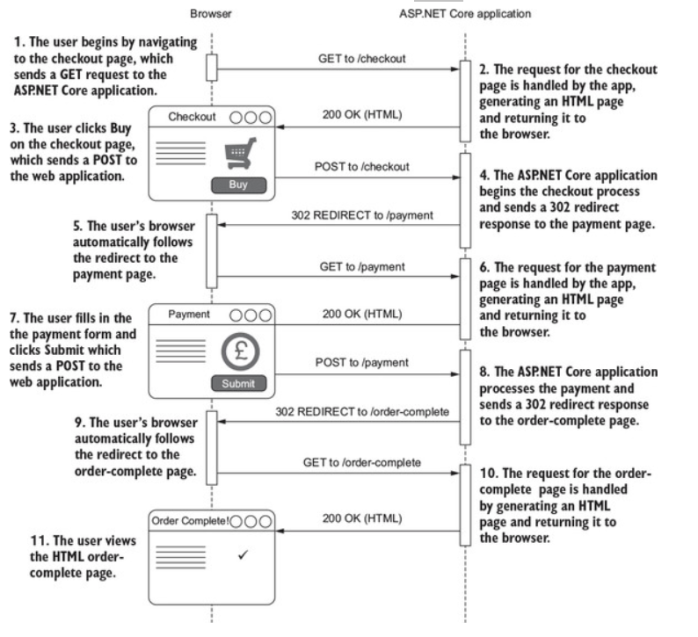 Browser
ASP.NET Core application
1. The user begins by navigating
to the checkout page, which
sends a GET request to the
ASP.NET Core application.
GET to /checkout
2. The request for the checkout
page is handled by the app,
generating an HTML page
and returning it to
the browser.
Checkout
200 OK (HTML)
3. The user clicks Buy
on the checkout page,
which sends a POST to
the web application.
Buy
POST to /checkout
4. The ASP.NET Core application
begins the checkout process
and sends a 302 redirect
response to the payment page.
302 REDIRECT to /payment
5. The user's browser
automatically follows
the redirect to the
payment page.
GET to /payment
6. The request for the payment
page is handled by the app,
generating an HTML page
and returning it to
the browser.
Payment
200 OK (HTML)
7. The user fills in the
the payment form and
clicks Submit which
sends a POST to the
web application.
£
Submit
POST to /payment
8. The ASP.NET Core application
processes the payment and
sends a 302 redirect response
to the order-complete page.
302 REDIRECT to /order-complete
9. The user's browser
automatically follows
the redirect to the
order-complete page.
GET to /order-complete
10. The request for the order-
complete page is handled
by generating an HTML
page and returning it to
the browser.
Order Complete!
200 OK (HTML)
11. The user views
the HTML order-
complete page.